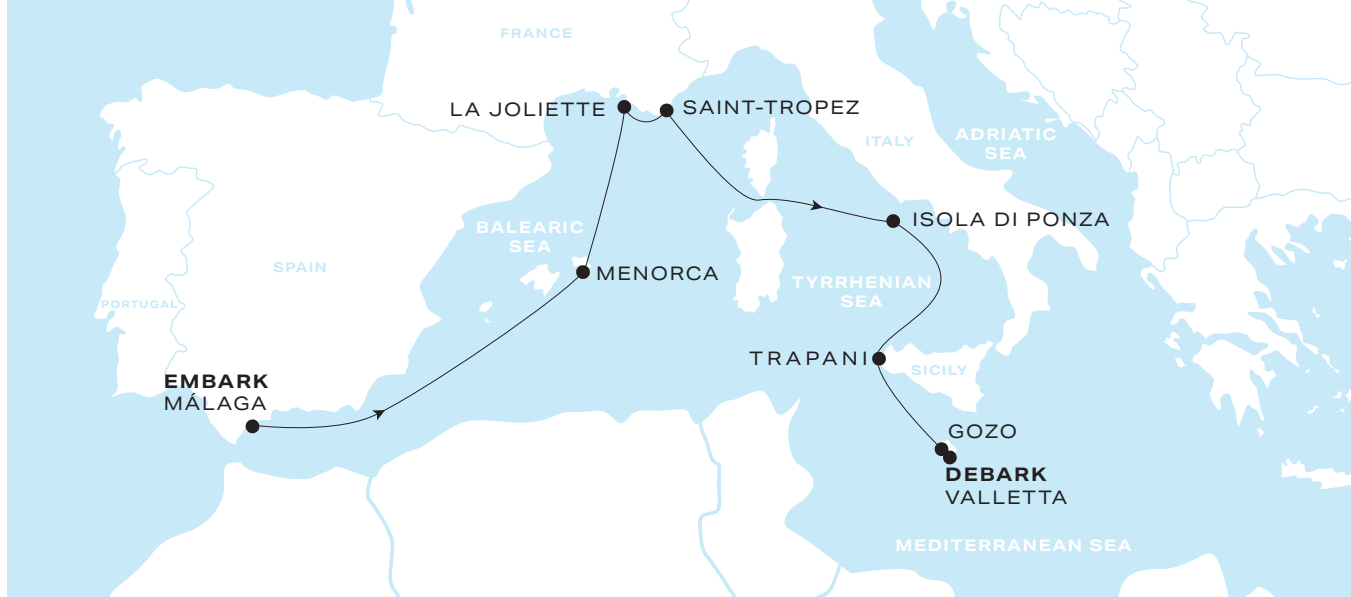 FRANCE
LA JOLIETTE
SAINT-TROPEZ
ITALY
ADRIATIC
SEA
BALEARIC
SEA
ISOLA DI PONZA
SPAIN
MENORCA
TYRRHENIAN
SEA
PORTUGAL
TRAPANI
SICILY
EMBARK
MÁLAGA
GOZO
DEBARK
VALLETTA
MEDITERRANEAN SEA